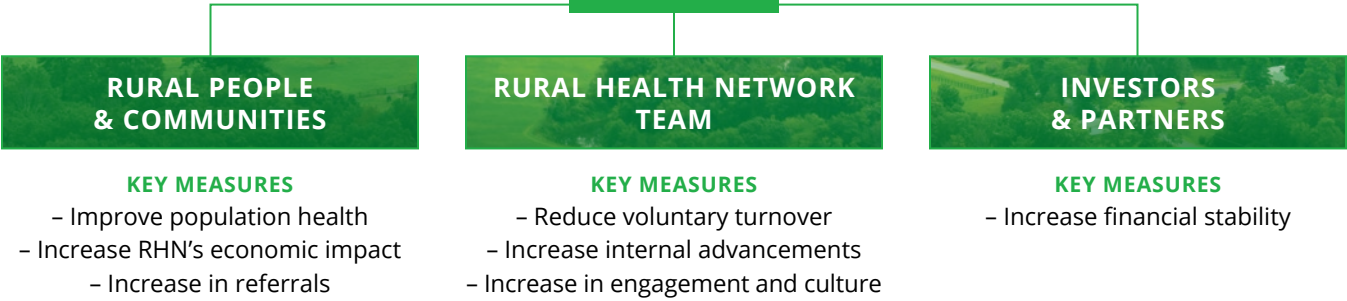 RURAL PEOPLE
& COMMUNITIES
KEY MEASURES
– Improve population health
– Increase RHN’s economic impact
– Increase in referrals
RURAL HEALTH NETWORK
TEAM
KEY MEASURES
– Reduce voluntary turnover
– Increase internal advancements
– Increase in engagement and culture
INVESTORS
& PARTNERS
KEY MEASURES
– Increase financial stability